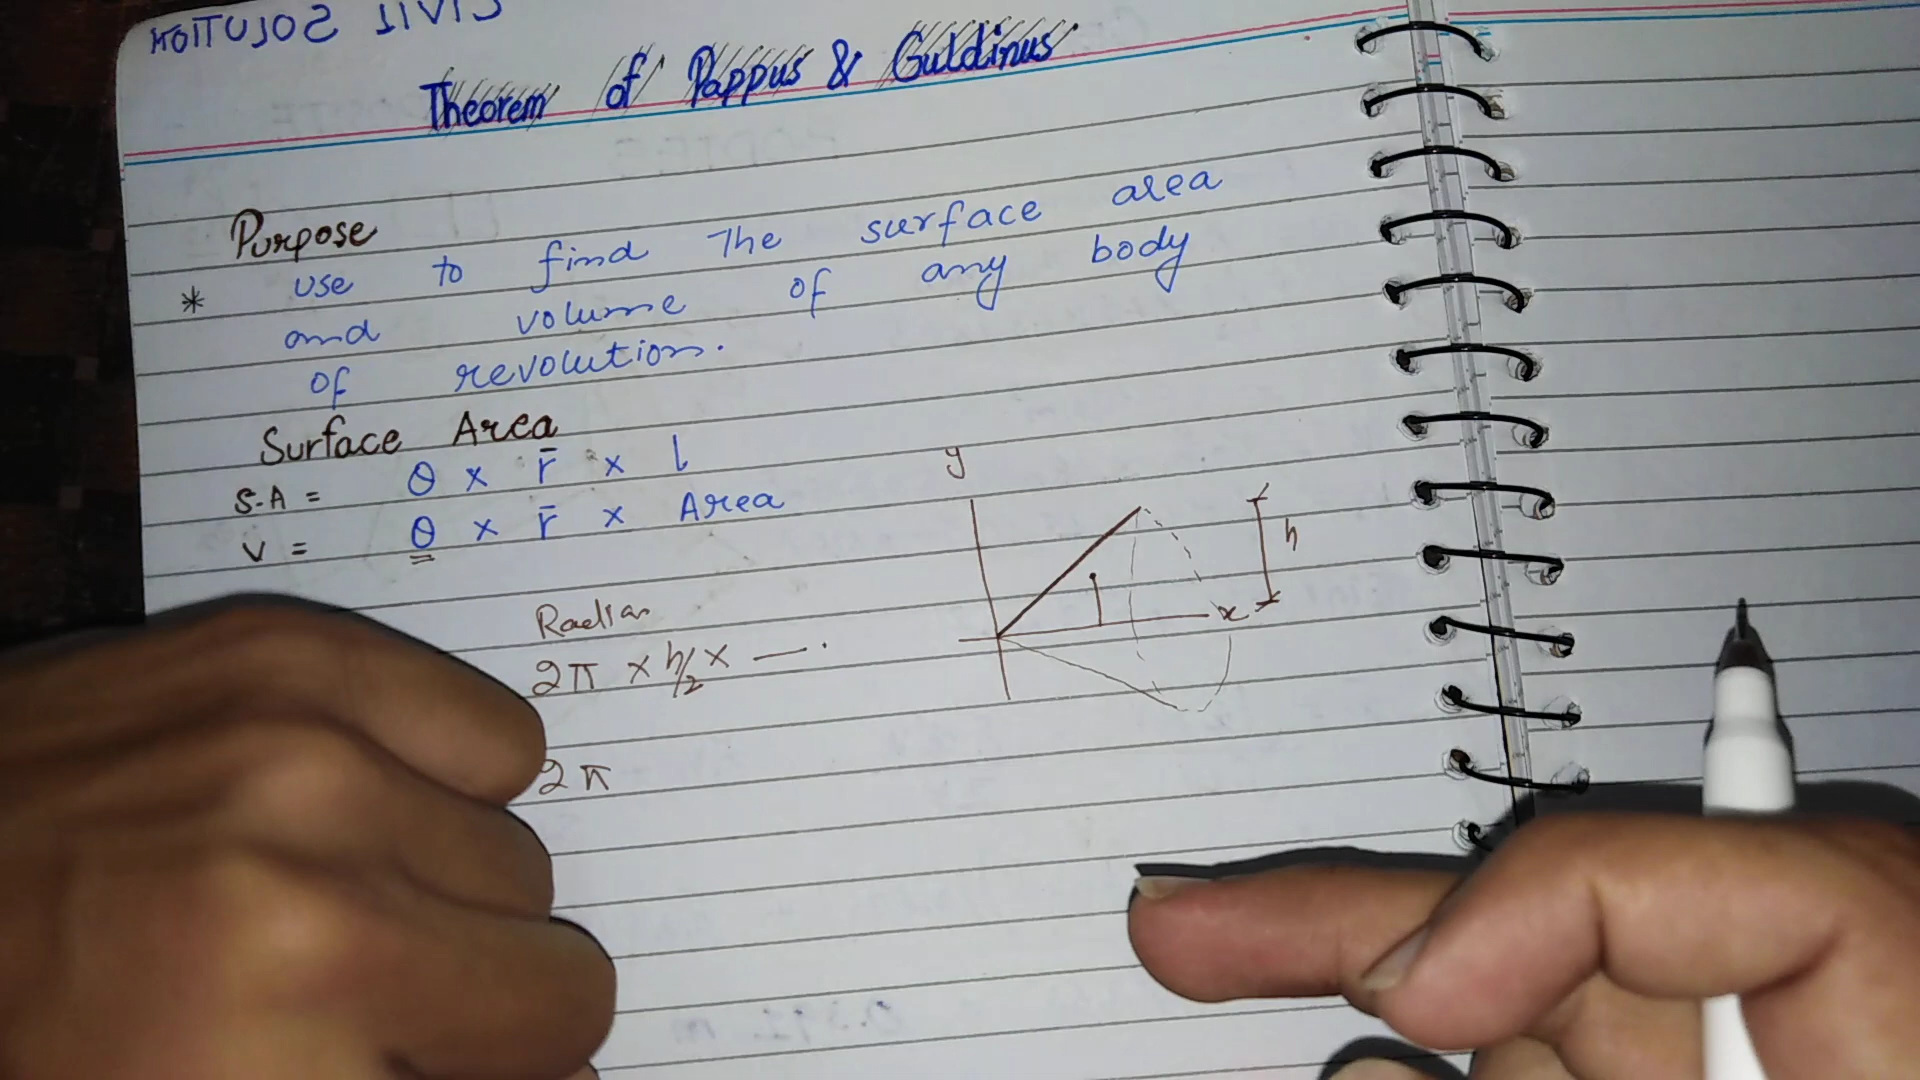 CIVIL SOLUTION
Theorem of Pappus & Guldinus
Purpose
* use to find The surface area
and volume of any body
of revolution.
Surface Area
S.A = θ x r̄ x l
V = θ x r̄ x Area
Radian
2π x h/2 x — .
2π
y
h
x